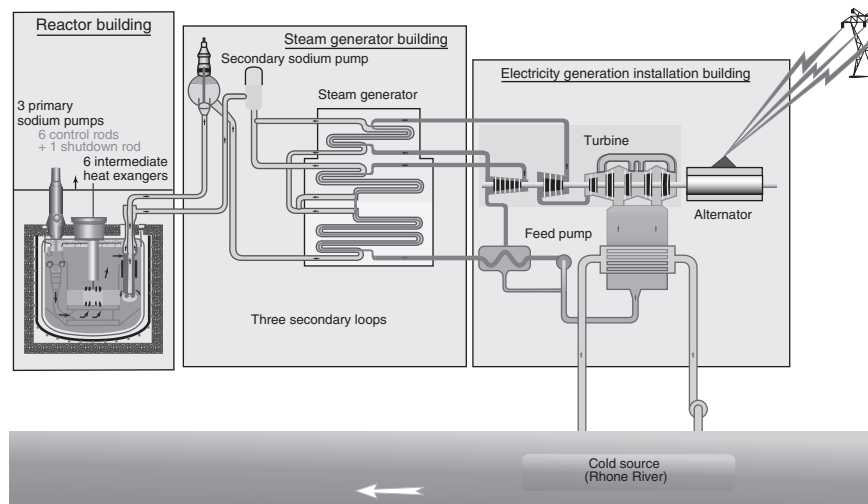 Reactor building
3 primary
sodium pumps
6 control rods
+ 1 shutdown rod
6 intermediate
heat exangers
Steam generator building
Secondary sodium pump
Steam generator
Three secondary loops
Electricity generation installation building
Turbine
Alternator
Feed pump
Cold source
(Rhone River)